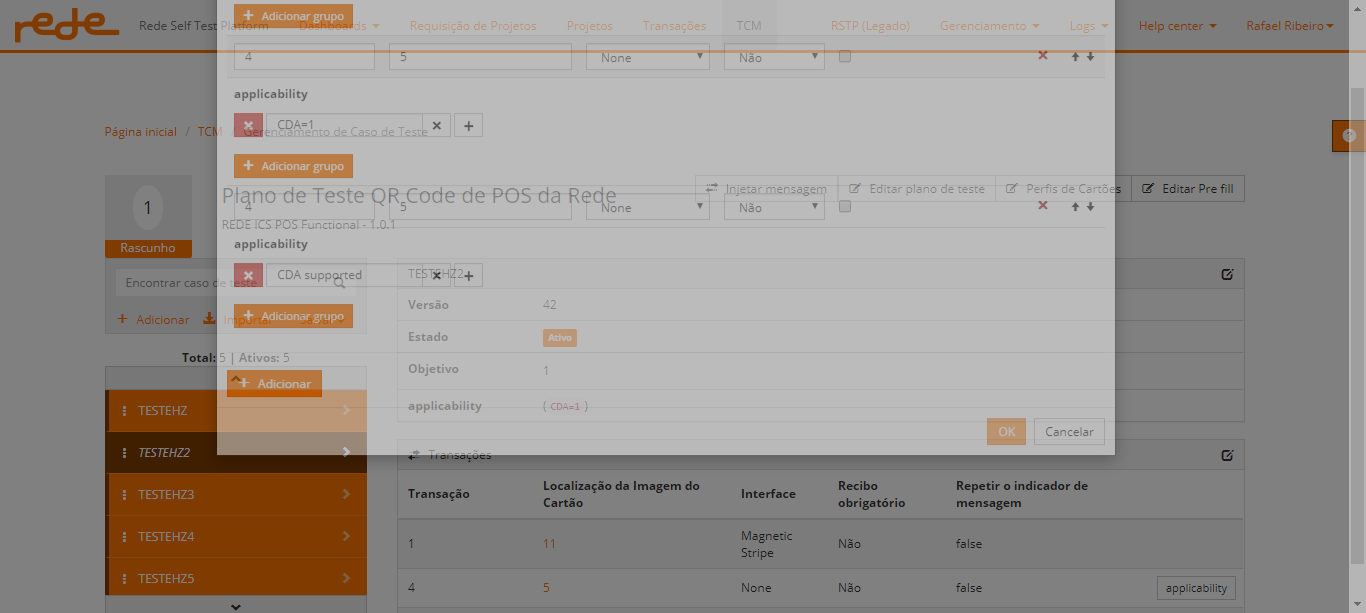 rede
Rede Self Test Platform
Dashboards
Requisição de Projetos
Projetos
Transações
TCM
RSTP (Legado)
Gerenciamento
Logs
Help center
Rafael Ribeiro
Adicionar grupo
4 5 None Não
applicability
CDA=1
Página inicial / TCM / Gerenciamento de Caso de Teste
Adicionar grupo
1
Rascunho
Plano de Teste QR Code de POS da Rede
Injetar mensagem
Editar plano de teste
Perfis de Cartões
Editar Pre fill
4 5 None Não
REDE ICS POS Functional - 1.0.1
applicability
CDA supported
TESTEHZ2
Encontrar caso de teste
Versão 42
Adicionar grupo
Adicionar
Importar
Estado Ativo
Total: 5 | Ativos: 5
Objetivo 1
Adicionar
applicability ( CDA=1 )
OK
Cancelar
TESTEHZ
TESTEHZ2
TESTEHZ3
TESTEHZ4
TESTEHZ5
Transações
Transação
Localização da Imagem do
Cartão
Interface
Recibo
obrigatório
Repetir o indicador de
mensagem
1 11 Magnetic
Stripe Não false
4 5 None Não false applicability